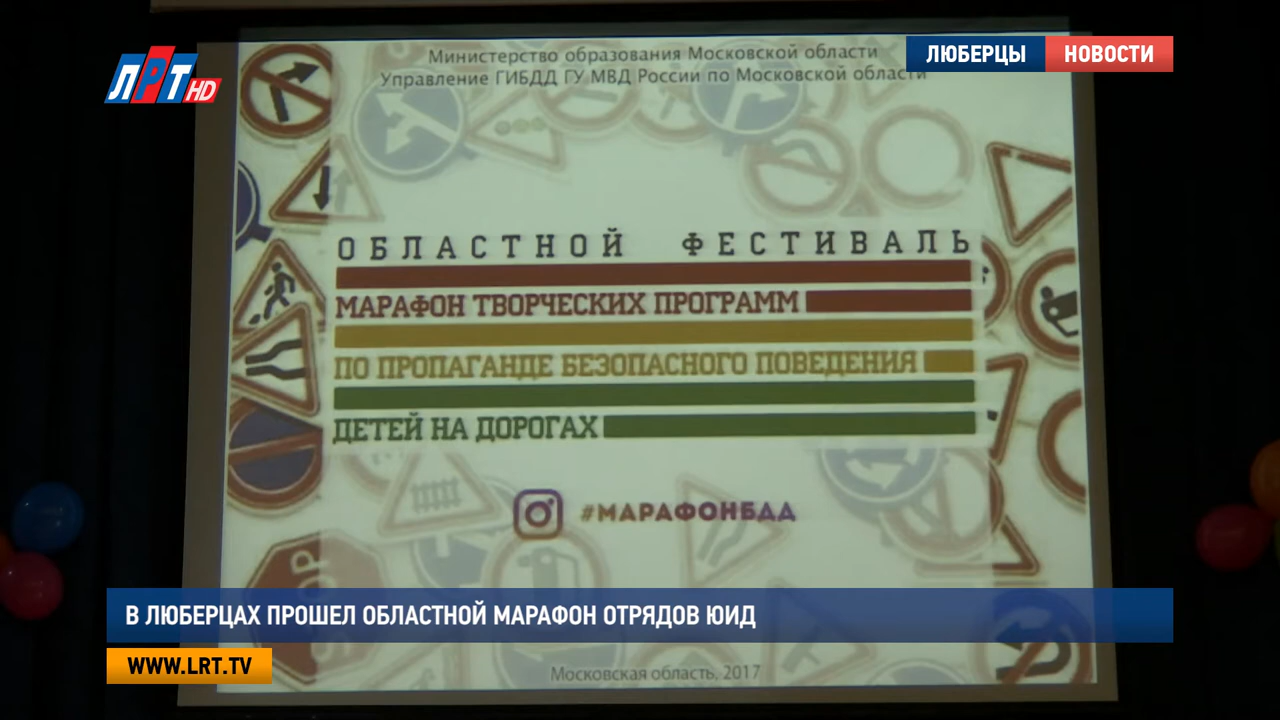 Министерство образования Московской области
Управление ГИБДД ГУ МВД России по Московской области
ЛРТ HD
ЛЮБЕРЦЫ НОВОСТИ
ОБЛАСТНОЙ ФЕСТИВАЛЬ
МАРАФОН ТВОРЧЕСКИХ ПРОГРАММ
ПО ПРОПАГАНДЕ БЕЗОПАСНОГО ПОВЕДЕНИЯ
ДЕТЕЙ НА ДОРОГАХ
#МАРАФОНБДД
STOP
В ЛЮБЕРЦАХ ПРОШЕЛ ОБЛАСТНОЙ МАРАФОН ОТРЯДОВ ЮИД
WWW.LRT.TV
Московская область, 2017